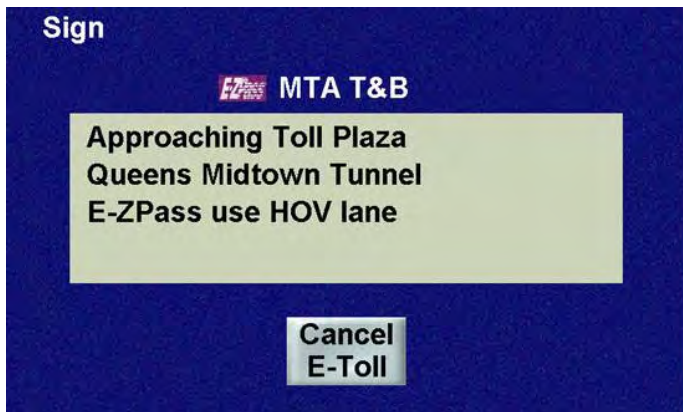 Sign
E-ZPass MTA T&B
Approaching Toll Plaza
Queens Midtown Tunnel
E-ZPass use HOV lane
Cancel
E-Toll